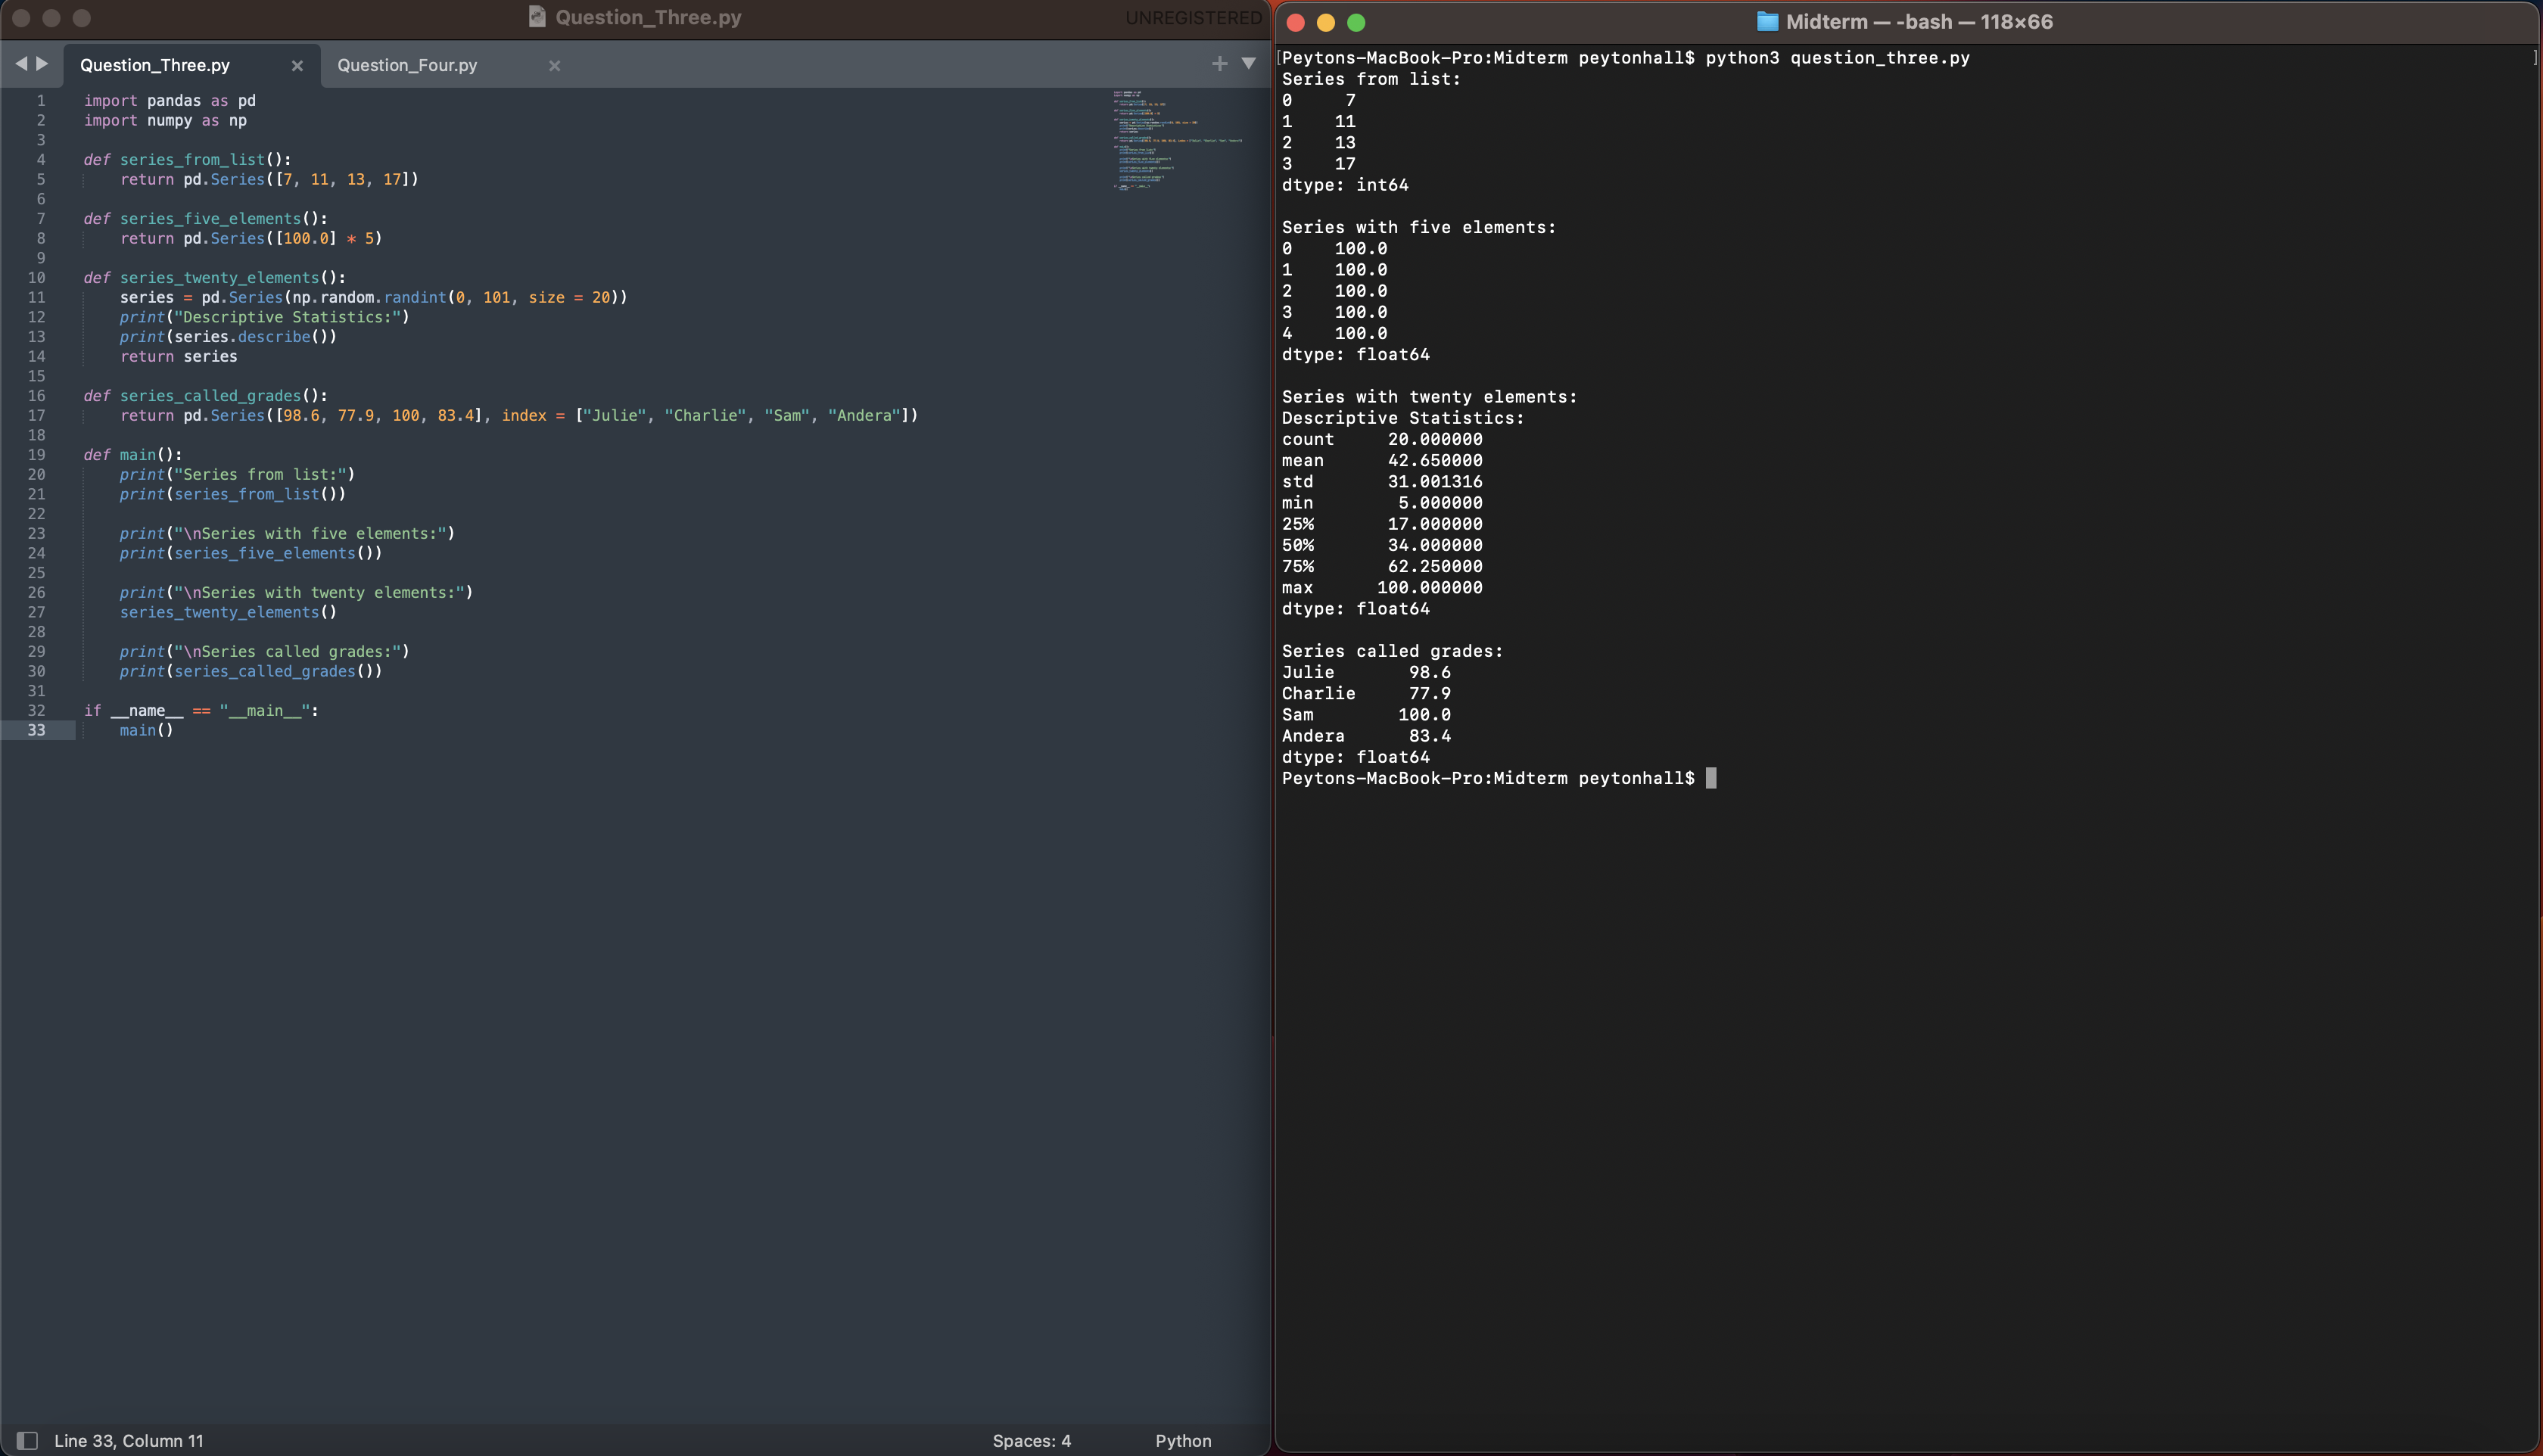 Question_Three.py
UNREGISTERED
Question_Three.py
Question_Four.py
1 import pandas as pd
2 import numpy as np
3
4 def series_from_list():
5     return pd.Series([7, 11, 13, 17])
6
7 def series_five_elements():
8     return pd.Series([100.0] * 5)
9
10 def series_twenty_elements():
11     series = pd.Series(np.random.randint(0, 101, size = 20))
12     print("Descriptive Statistics:")
13     print(series.describe())
14     return series
15
16 def series_called_grades():
17     return pd.Series([98.6, 77.9, 100, 83.4], index = ["Julie", "Charlie", "Sam", "Andera"])
18
19 def main():
20     print("Series from list:")
21     print(series_from_list())
22
23     print("\nSeries with five elements:")
24     print(series_five_elements())
25
26     print("\nSeries with twenty elements:")
27     series_twenty_elements()
28
29     print("\nSeries called grades:")
30     print(series_called_grades())
31
32 if __name__ == "__main__":
33     main()
Line 33, Column 11
Spaces: 4
Python
Midterm — -bash — 118×66
[Peytons-MacBook-Pro:Midterm peytonhall$ python3 question_three.py ]
Series from list:
0     7
1    11
2    13
3    17
dtype: int64

Series with five elements:
0    100.0
1    100.0
2    100.0
3    100.0
4    100.0
dtype: float64

Series with twenty elements:
Descriptive Statistics:
count     20.000000
mean      42.650000
std       31.001316
min        5.000000
25%       17.000000
50%       34.000000
75%       62.250000
max      100.000000
dtype: float64

Series called grades:
Julie       98.6
Charlie     77.9
Sam        100.0
Andera      83.4
dtype: float64
Peytons-MacBook-Pro:Midterm peytonhall$